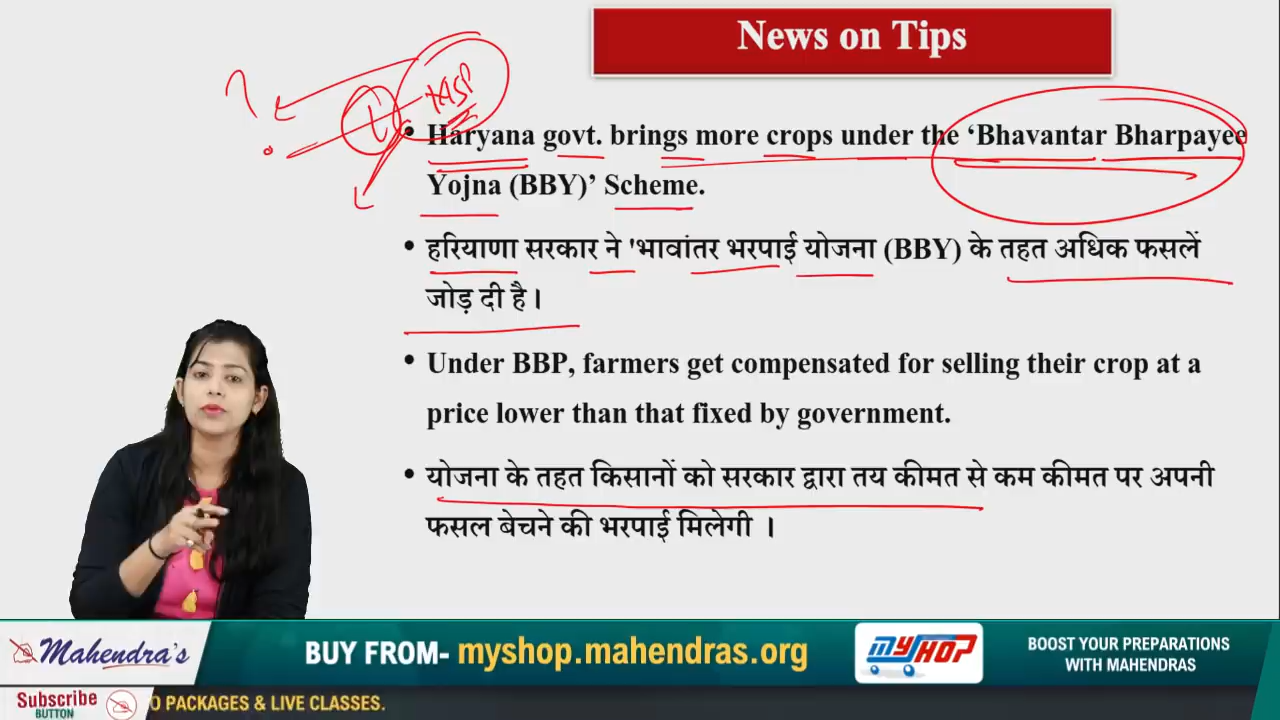 News on Tips
MSP
• Haryana govt. brings more crops under the ‘Bhavantar Bharpayee
Yojna (BBY)’ Scheme.
• हरियाणा सरकार ने 'भावांतर भरपाई योजना (BBY) के तहत अधिक फसलें
जोड़ दी है।
• Under BBP, farmers get compensated for selling their crop at a
price lower than that fixed by government.
• योजना के तहत किसानों को सरकार द्वारा तय कीमत से कम कीमत पर अपनी
फसल बेचने की भरपाई मिलेगी ।
Mahendra's
BUY FROM- myshop.mahendras.org
MYSHOP
BOOST YOUR PREPARATIONS
WITH MAHENDRAS
Subscribe
BUTTON
O PACKAGES & LIVE CLASSES.